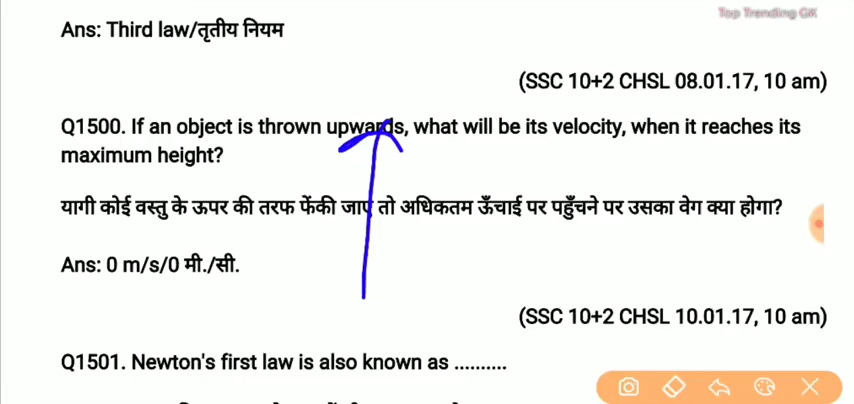 Top Trending GK
Ans: Third law/तृतीय नियम
(SSC 10+2 CHSL 08.01.17, 10 am)
Q1500. If an object is thrown upwards, what will be its velocity, when it reaches its
maximum height?
यागी कोई वस्तु के ऊपर की तरफ फेंकी जाए तो अधिकतम ऊँचाई पर पहुँचने पर उसका वेग क्या होगा?
Ans: 0 m/s/0 मी./सी.
(SSC 10+2 CHSL 10.01.17, 10 am)
Q1501. Newton's first law is also known as ..........